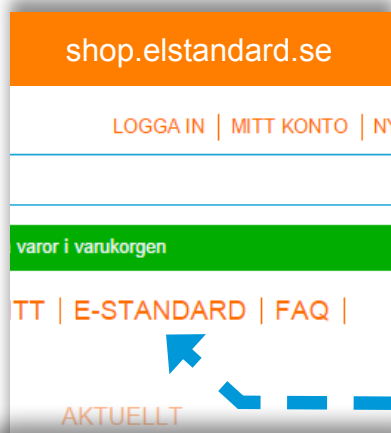 shop.elstandard.se
LOGGA IN | MITT KONTO |
varor i varukorgen
| E-STANDARD | FAQ |
AKTUELLT